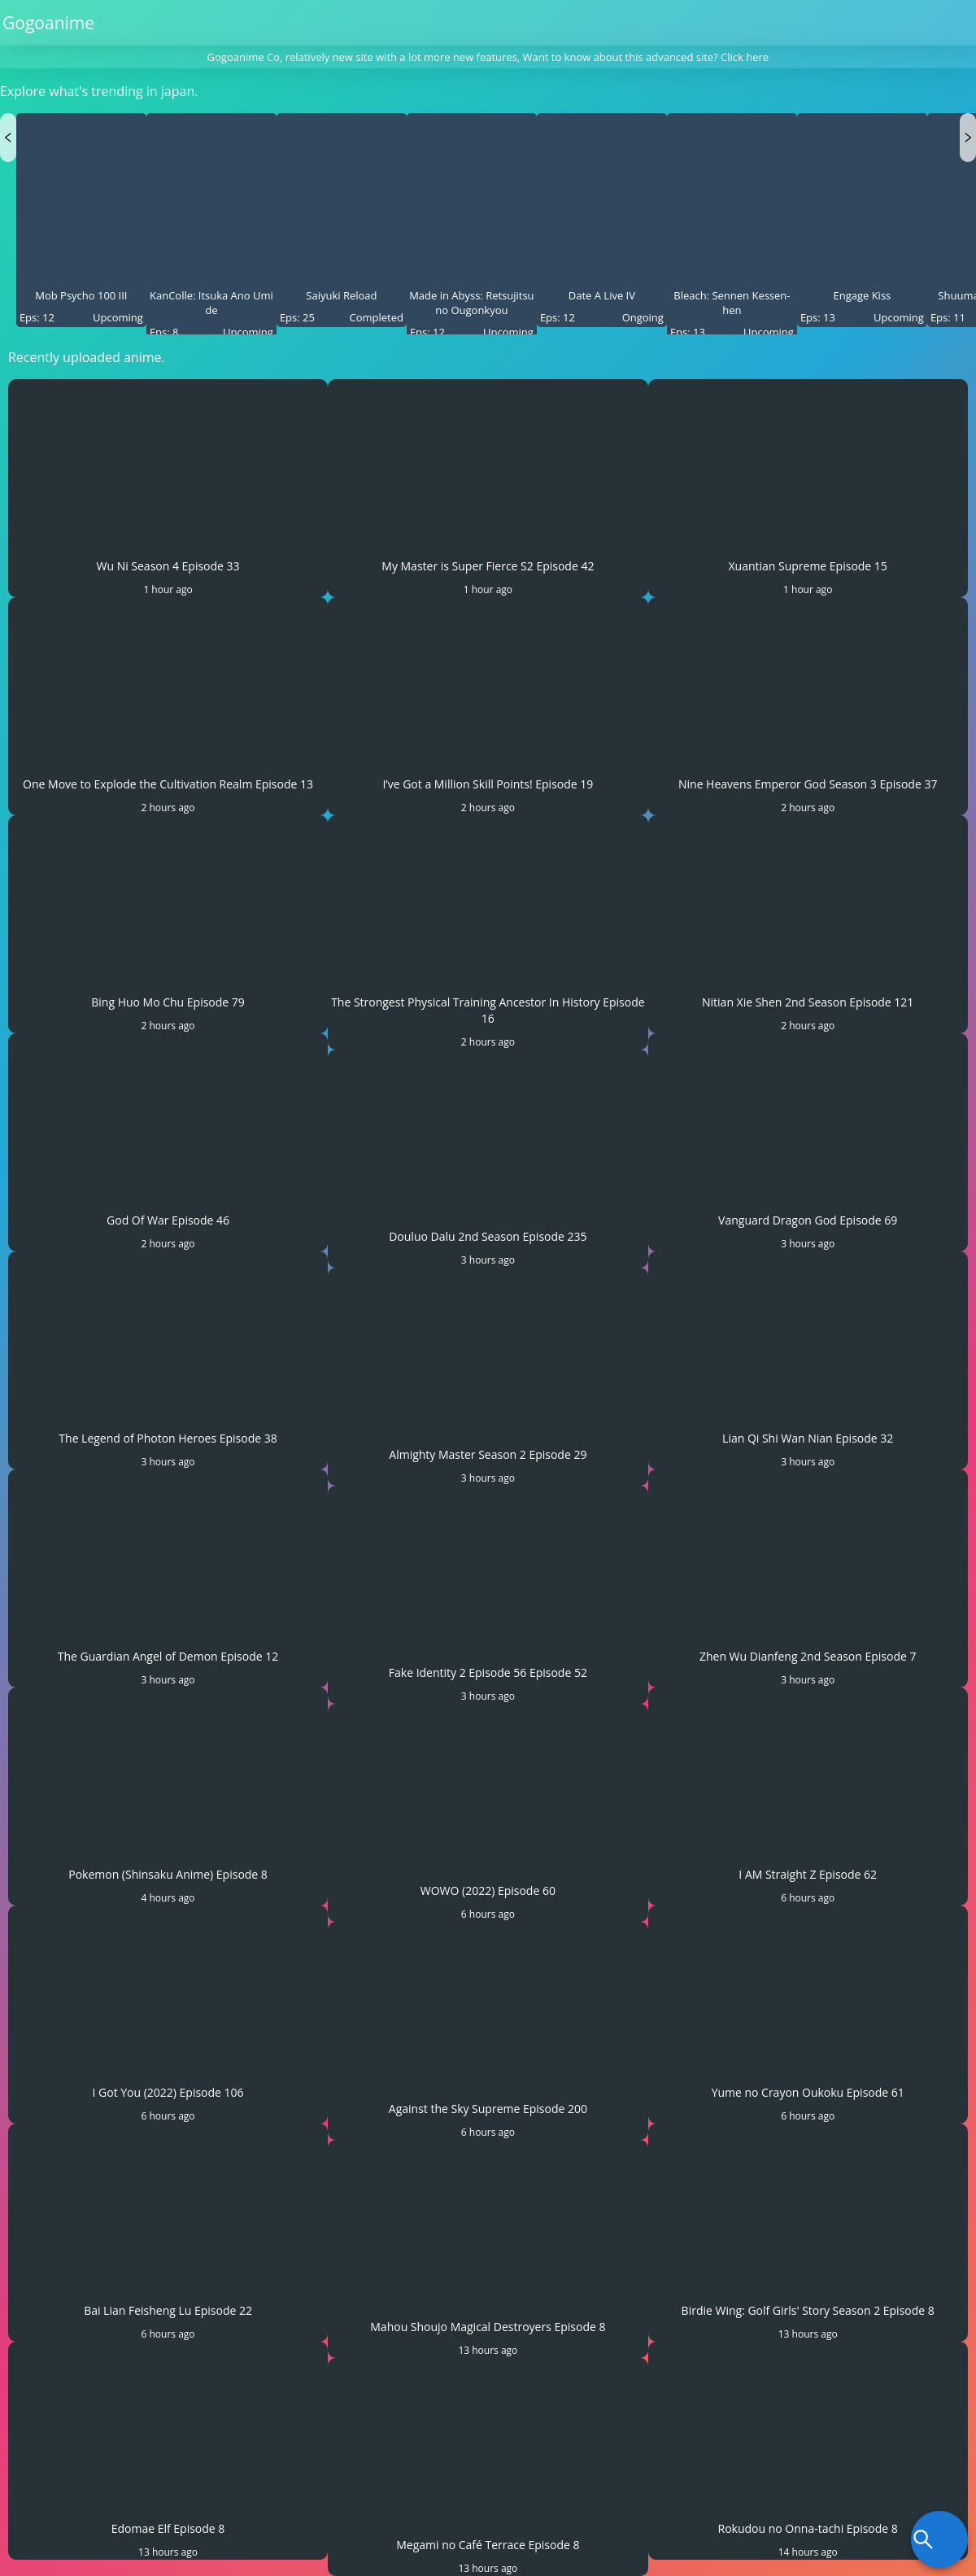 Gogoanime
Gogoanime Co, relatively new site with a lot more new features, Want to know about this advanced site? Click here
Explore what's trending in japan.
Mob Psycho 100 III
Eps: 12 Upcoming
KanColle: Itsuka Ano Umi
de
Eps: 8 Upcoming
Saiyuki Reload
Eps: 25 Completed
Made in Abyss: Retsujitsu
no Ougonkyou
Eps: 12 Upcoming
Date A Live IV
Eps: 12 Ongoing
Bleach: Sennen Kessen-
hen
Eps: 13 Upcoming
Engage Kiss
Eps: 13 Upcoming
Shuuma
Eps: 11
Recently uploaded anime.
Wu Ni Season 4 Episode 33
1 hour ago
My Master is Super Fierce S2 Episode 42
1 hour ago
Xuantian Supreme Episode 15
1 hour ago
One Move to Explode the Cultivation Realm Episode 13
2 hours ago
I've Got a Million Skill Points! Episode 19
2 hours ago
Nine Heavens Emperor God Season 3 Episode 37
2 hours ago
Bing Huo Mo Chu Episode 79
2 hours ago
The Strongest Physical Training Ancestor In History Episode
16
2 hours ago
Nitian Xie Shen 2nd Season Episode 121
2 hours ago
God Of War Episode 46
2 hours ago
Douluo Dalu 2nd Season Episode 235
3 hours ago
Vanguard Dragon God Episode 69
3 hours ago
The Legend of Photon Heroes Episode 38
3 hours ago
Almighty Master Season 2 Episode 29
3 hours ago
Lian Qi Shi Wan Nian Episode 32
3 hours ago
The Guardian Angel of Demon Episode 12
3 hours ago
Fake Identity 2 Episode 56 Episode 52
3 hours ago
Zhen Wu Dianfeng 2nd Season Episode 7
3 hours ago
Pokemon (Shinsaku Anime) Episode 8
4 hours ago
WOWO (2022) Episode 60
6 hours ago
I AM Straight Z Episode 62
6 hours ago
I Got You (2022) Episode 106
6 hours ago
Against the Sky Supreme Episode 200
6 hours ago
Yume no Crayon Oukoku Episode 61
6 hours ago
Bai Lian Feisheng Lu Episode 22
6 hours ago
Mahou Shoujo Magical Destroyers Episode 8
13 hours ago
Birdie Wing: Golf Girls' Story Season 2 Episode 8
13 hours ago
Edomae Elf Episode 8
13 hours ago
Megami no Café Terrace Episode 8
13 hours ago
Rokudou no Onna-tachi Episode 8
14 hours ago